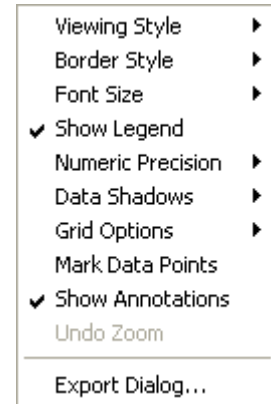 Viewing Style
Border Style
Font Size
Show Legend
Numeric Precision
Data Shadows
Grid Options
Mark Data Points
Show Annotations
Undo Zoom
Export Dialog...